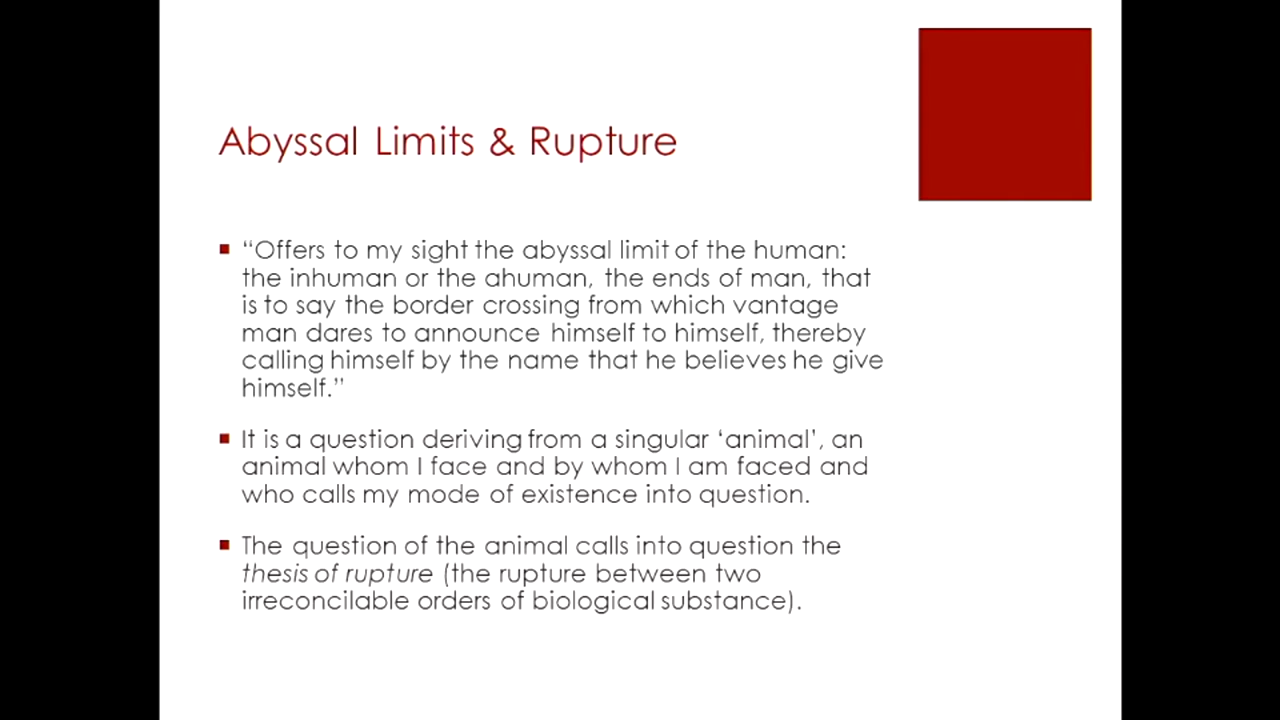 Abyssal Limits & Rupture
“Offers to my sight the abyssal limit of the human:
the inhuman or the ahuman, the ends of man, that
is to say the border crossing from which vantage
man dares to announce himself to himself, thereby
calling himself by the name that he believes he give
himself.”
It is a question deriving from a singular ‘animal’, an
animal whom I face and by whom I am faced and
who calls my mode of existence into question.
The question of the animal calls into question the
thesis of rupture (the rupture between two
irreconcilable orders of biological substance).